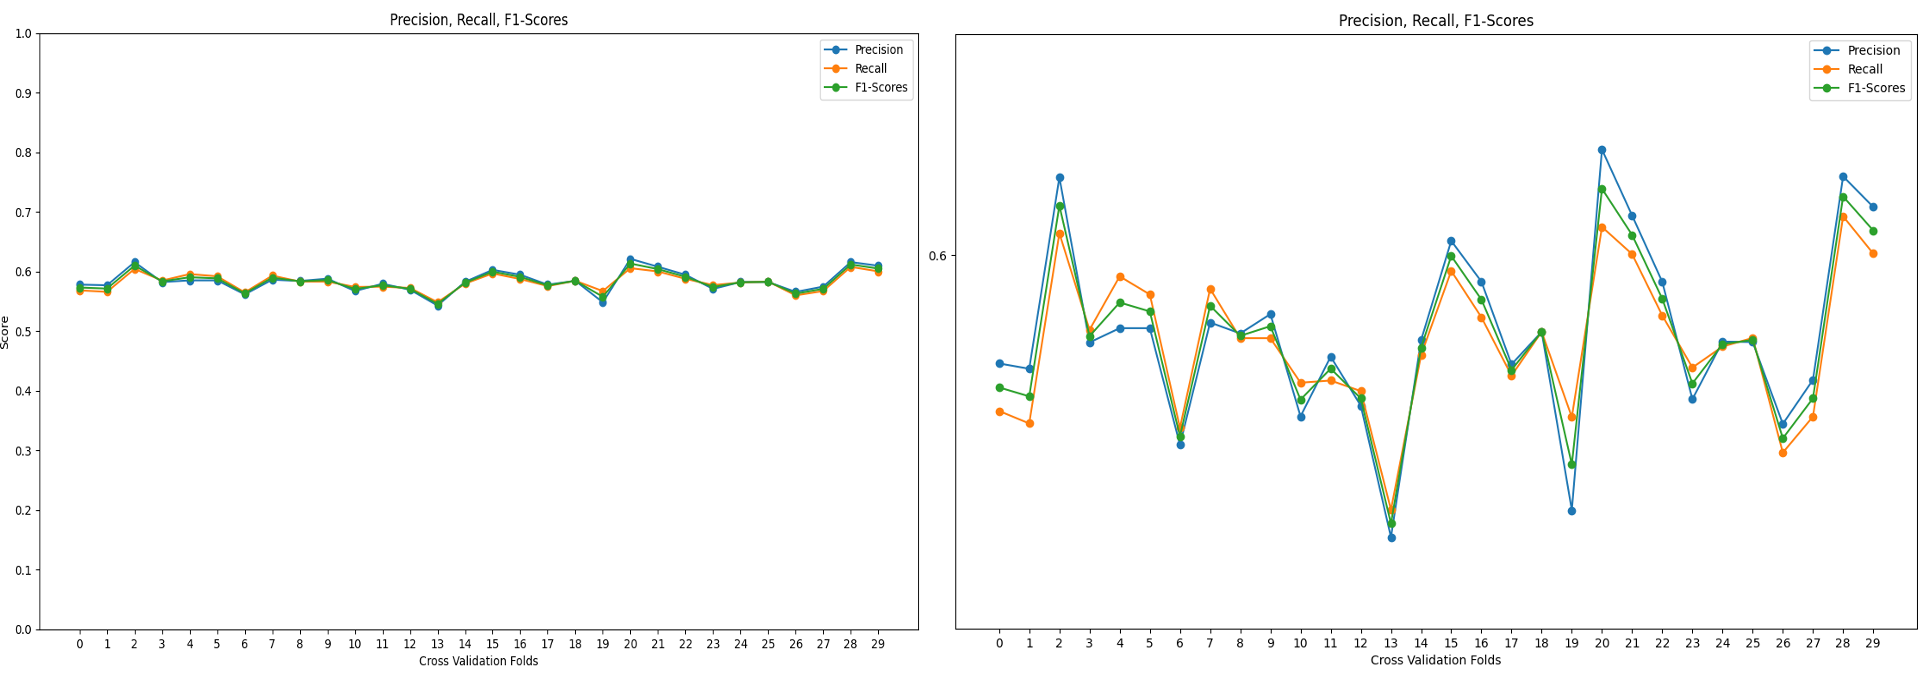 Precision, Recall, F1-Scores
1.0
0.9
0.8
0.7
0.6
0.5
0.4
0.3
0.2
0.1
0.0
Score
Precision
Recall
F1-Scores
0 1 2 3 4 5 6 7 8 9 10 11 12 13 14 15 16 17 18 19 20 21 22 23 24 25 26 27 28 29
Cross Validation Folds
Precision, Recall, F1-Scores
0.6
Precision
Recall
F1-Scores
0 1 2 3 4 5 6 7 8 9 10 11 12 13 14 15 16 17 18 19 20 21 22 23 24 25 26 27 28 29
Cross Validation Folds